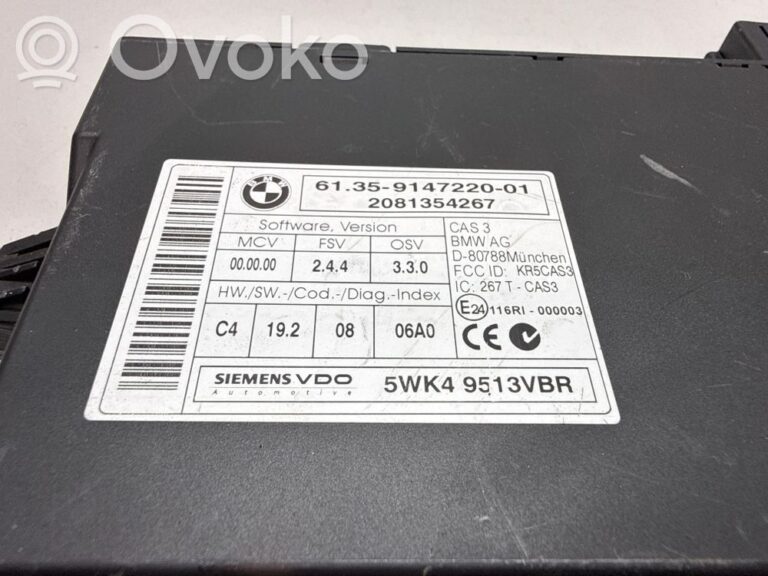 Ovoko
BMW
61.35-9147220-01
2081354267
Software, Version
MCV FSV OSV
00.00.00 2.4.4 3.3.0
HW./SW.-/Cod.-/Diag.-Index
C4 19.2 08 06A0
CAS 3
BMW AG
D-80788München
FCC ID: KR5CAS3
IC: 267 T - CAS3
E24 116RI - 000003
CE N
SIEMENS VDO
Automotive
5WK4 9513VBR